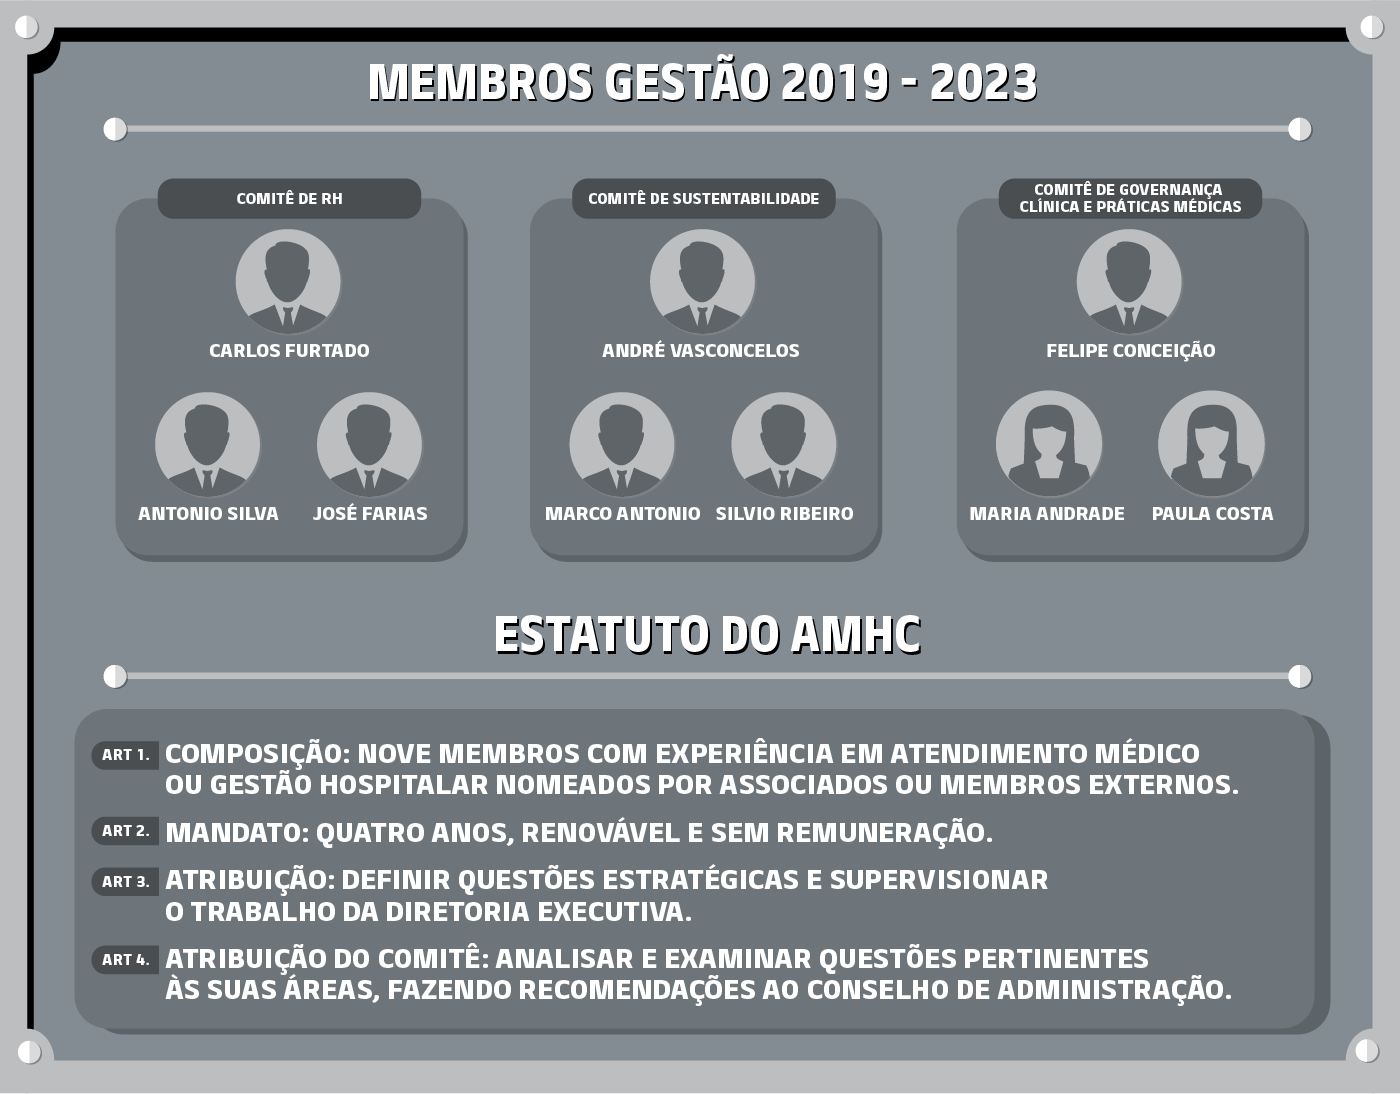 MEMBROS GESTÃO 2019 - 2023
COMITÊ DE RH
CARLOS FURTADO
ANTONIO SILVA
JOSÉ FARIAS
COMITÊ DE SUSTENTABILIDADE
ANDRÉ VASCONCELOS
MARCO ANTONIO
SILVIO RIBEIRO
COMITÊ DE GOVERNANÇA
CLÍNICA E PRÁTICAS MÉDICAS
FELIPE CONCEIÇÃO
MARIA ANDRADE
PAULA COSTA
ESTATUTO DO AMHC
ART 1. COMPOSIÇÃO: NOVE MEMBROS COM EXPERIÊNCIA EM ATENDIMENTO MÉDICO
OU GESTÃO HOSPITALAR NOMEADOS POR ASSOCIADOS OU MEMBROS EXTERNOS.
ART 2. MANDATO: QUATRO ANOS, RENOVÁVEL E SEM REMUNERAÇÃO.
ART 3. ATRIBUIÇÃO: DEFINIR QUESTÕES ESTRATÉGICAS E SUPERVISIONAR
O TRABALHO DA DIRETORIA EXECUTIVA.
ART 4. ATRIBUIÇÃO DO COMITÊ: ANALISAR E EXAMINAR QUESTÕES PERTINENTES
ÀS SUAS ÁREAS, FAZENDO RECOMENDAÇÕES AO CONSELHO DE ADMINISTRAÇÃO.